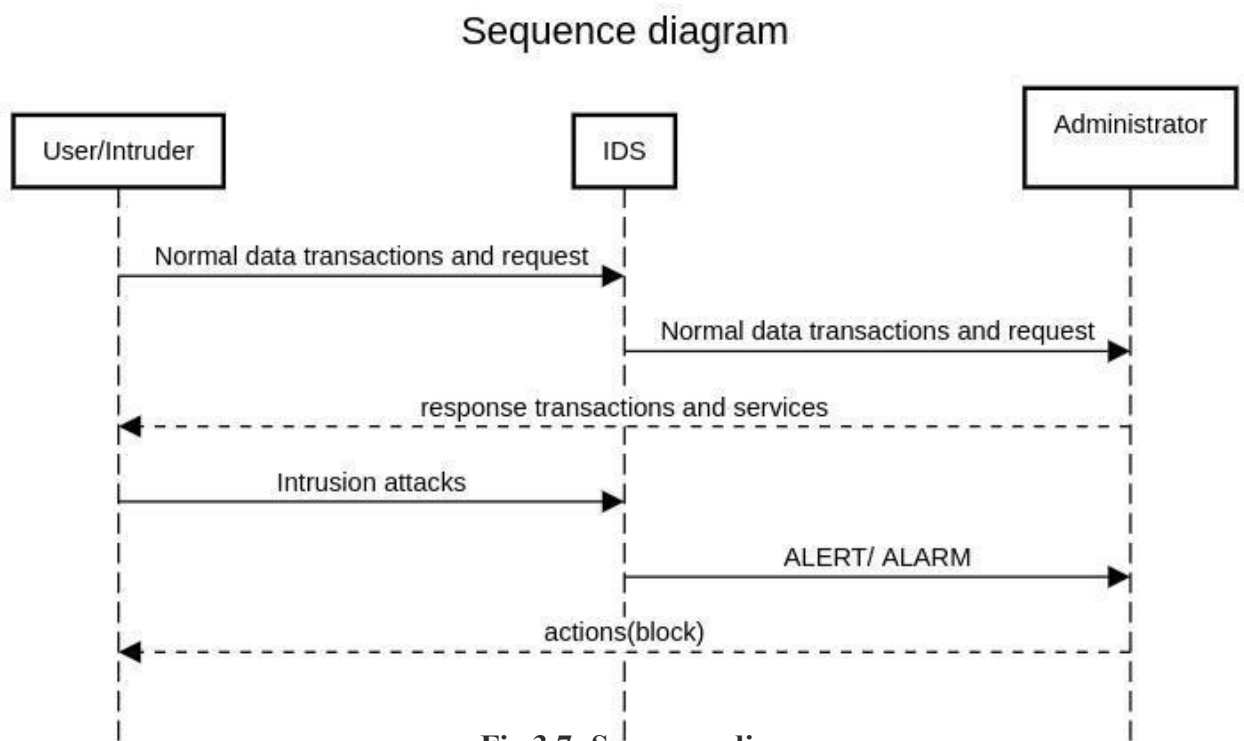 Sequence diagram
User/Intruder
IDS
Administrator
Normal data transactions and request
Normal data transactions and request
response transactions and services
Intrusion attacks
ALERT/ ALARM
actions(block)